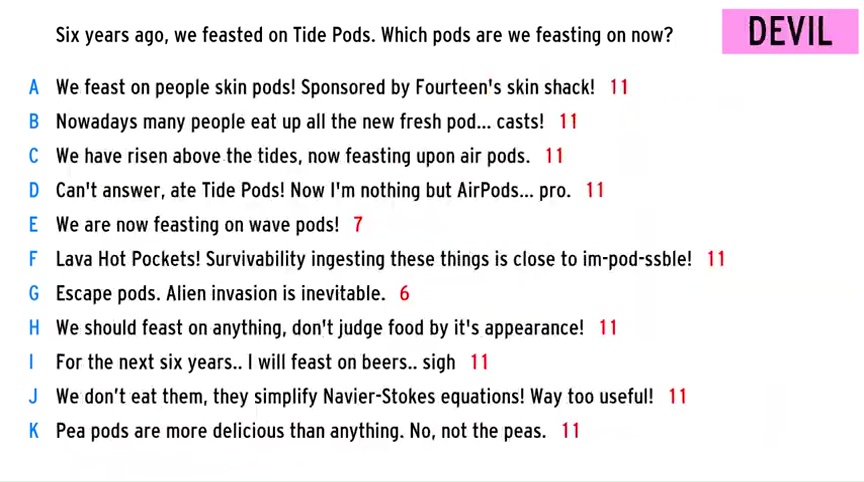 Six years ago, we feasted on Tide Pods. Which pods are we feasting on now?
DEVIL
A We feast on people skin pods! Sponsored by Fourteen's skin shack! 11
B Nowadays many people eat up all the new fresh pod... casts! 11
C We have risen above the tides, now feasting upon air pods. 11
D Can't answer, ate Tide Pods! Now I'm nothing but AirPods... pro. 11
E We are now feasting on wave pods! 7
F Lava Hot Pockets! Survivability ingesting these things is close to im-pod-ssble! 11
G Escape pods. Alien invasion is inevitable. 6
H We should feast on anything, don't judge food by it's appearance! 11
I For the next six years.. I will feast on beers.. sigh 11
J We don’t eat them, they simplify Navier-Stokes equations! Way too useful! 11
K Pea pods are more delicious than anything. No, not the peas. 11